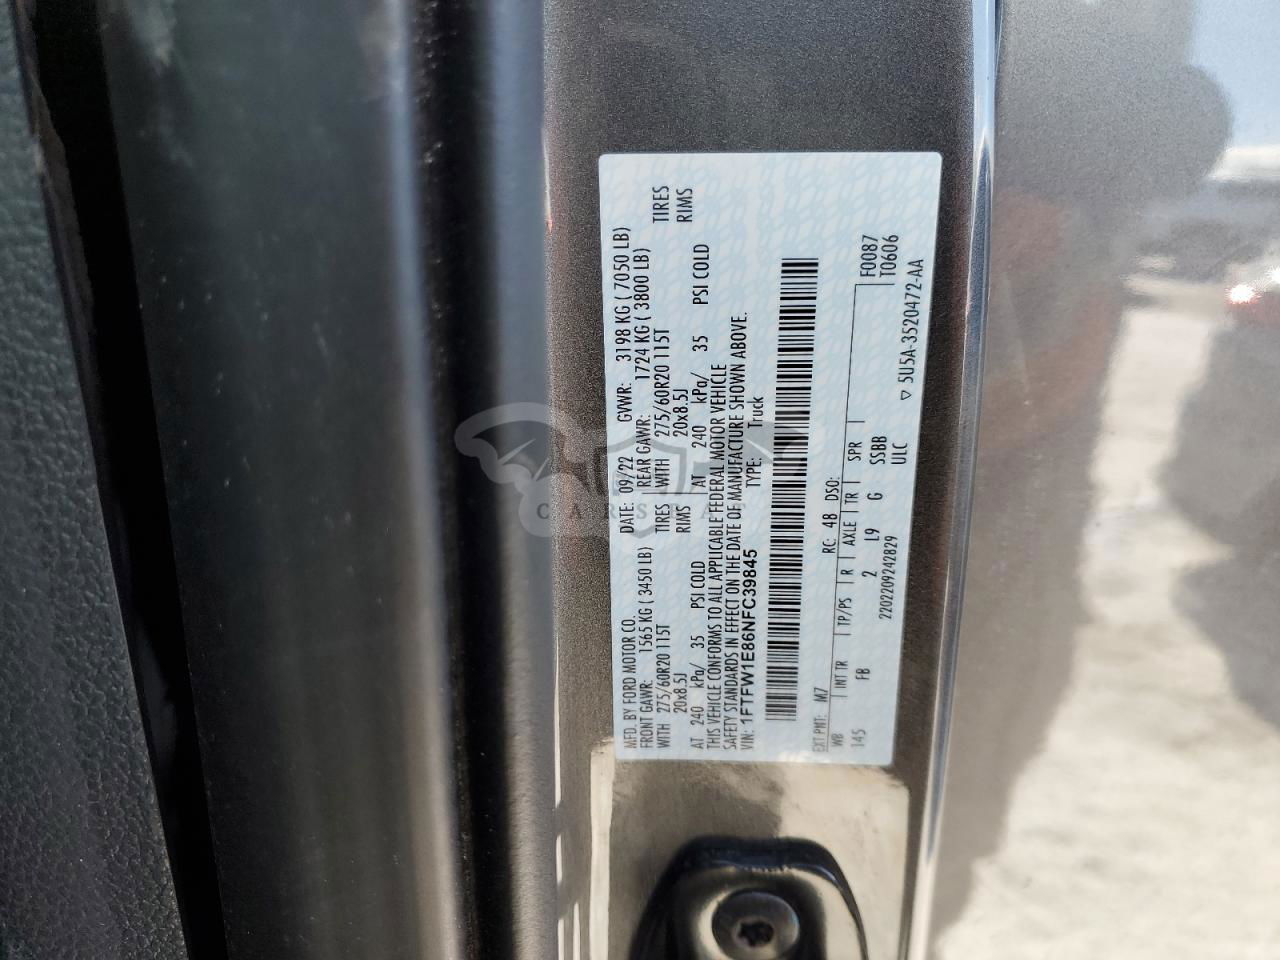 MFD. BY FORD MOTOR CO. DATE: 09/22 GVWR: 3198 KG ( 7050 LB)
FRONT GAWR: 1565 KG ( 3450 LB) REAR GAWR: 1724 KG ( 3800 LB)
WITH 275/60R20 115T TIRES WITH 275/60R20 115T TIRES
20x8.5J RIMS 20x8.5J RIMS
AT 240 kPa/ 35 PSI COLD AT 240 kPa/ 35 PSI COLD
THIS VEHICLE CONFORMS TO ALL APPLICABLE FEDERAL MOTOR VEHICLE
SAFETY STANDARDS IN EFFECT ON THE DATE OF MANUFACTURE SHOWN ABOVE.
VIN: 1FTFW1E86NFC39845 TYPE: Truck
EXT PNT: M7 RC: 48 DSO: F0087
WB INT TR TP/PS R AXLE TR SPR T0606
145 FB 2 L9 G SSBB
2202209242829 ULC
5U5A-3520472-AA